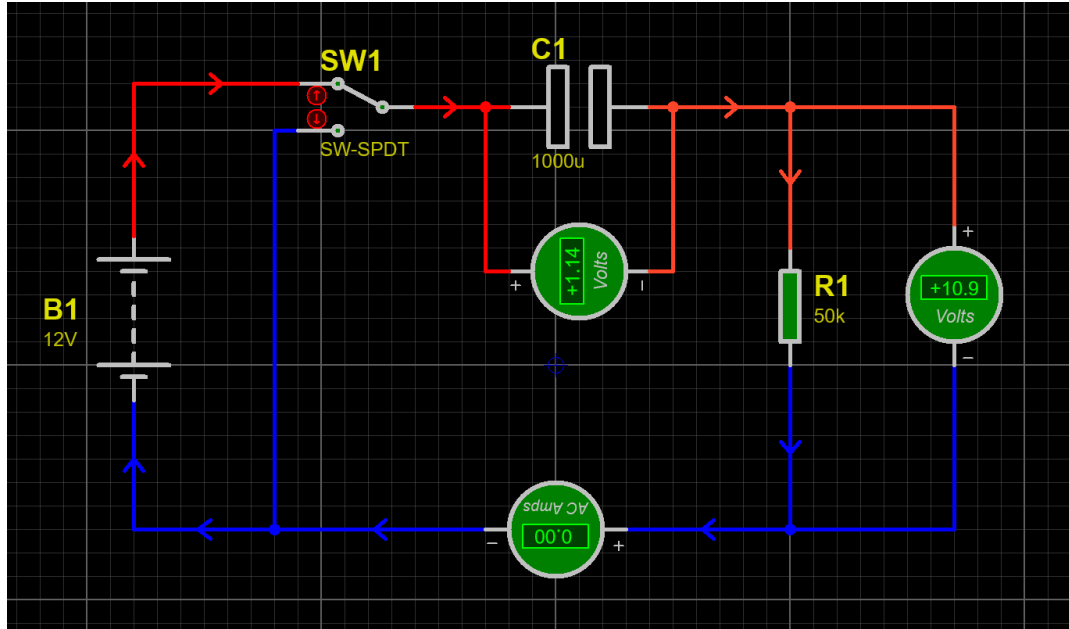 SW1
C1
SW-SPDT
1000u
+1.14
Volts
+
−
B1
12V
R1
50k
+
+10.9
Volts
−
AC Amps
0.00
−
+